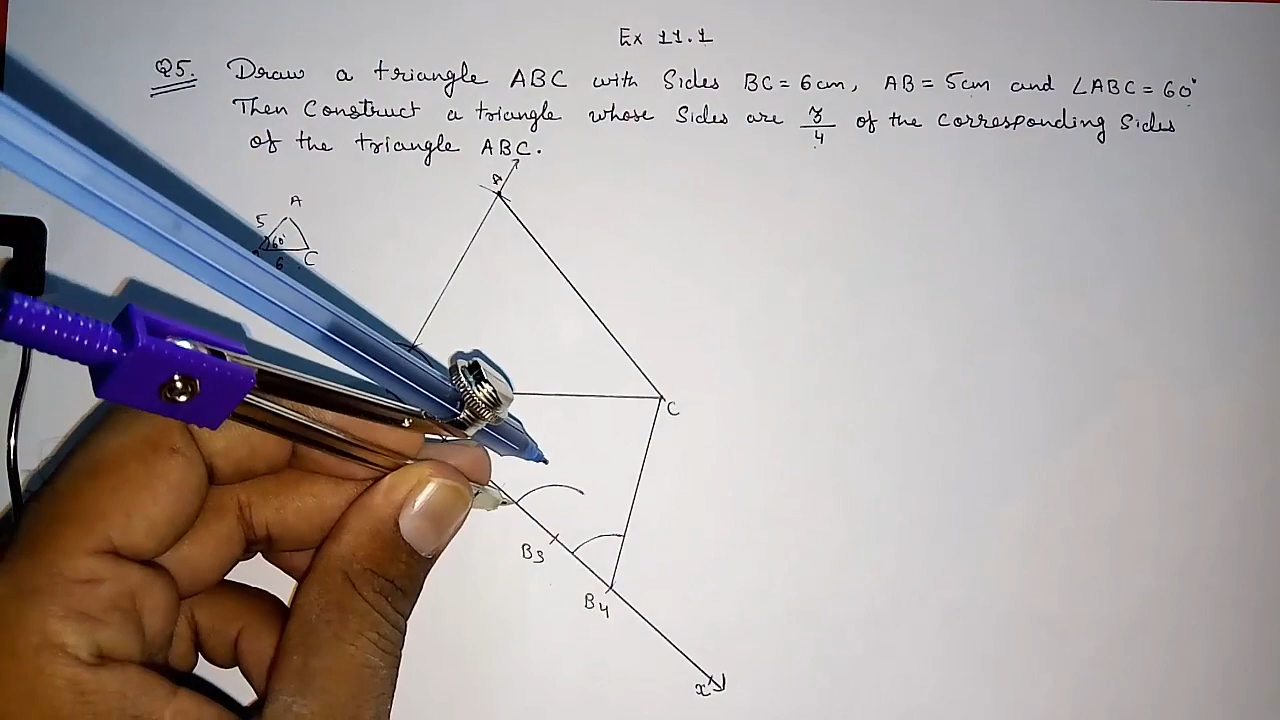 Ex 11.1
Q5. Draw a triangle ABC with Sides BC = 6cm, AB = 5cm and ∠ABC = 60°
Then Construct a triangle whose Sides are 3/4 of the Corresponding Sides
of the triangle ABC.
A
A
5
60°
6
C
C
B3
B4
X